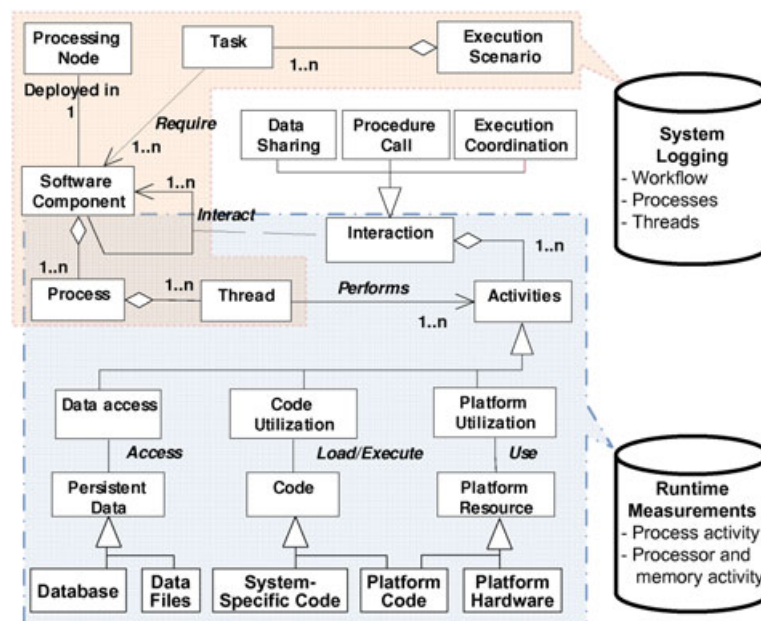 Processing
Node
Task
1..n
Execution
Scenario
Deployed in
1
Require
1..n
Data
Sharing
Procedure
Call
Execution
Coordination
System
Logging
- Workflow
- Processes
- Threads
Software
Component
1..n
Interact
Interaction
1..n
1..n
Process
1..n
Thread
Performs
1..n
Activities
Data access
Code
Utilization
Platform
Utilization
Access
Load/Execute
Use
Persistent
Data
Code
Platform
Resource
Runtime
Measurements
- Process activity
- Processor and
memory activity
Database
Data
Files
System-
Specific Code
Platform
Code
Platform
Hardware